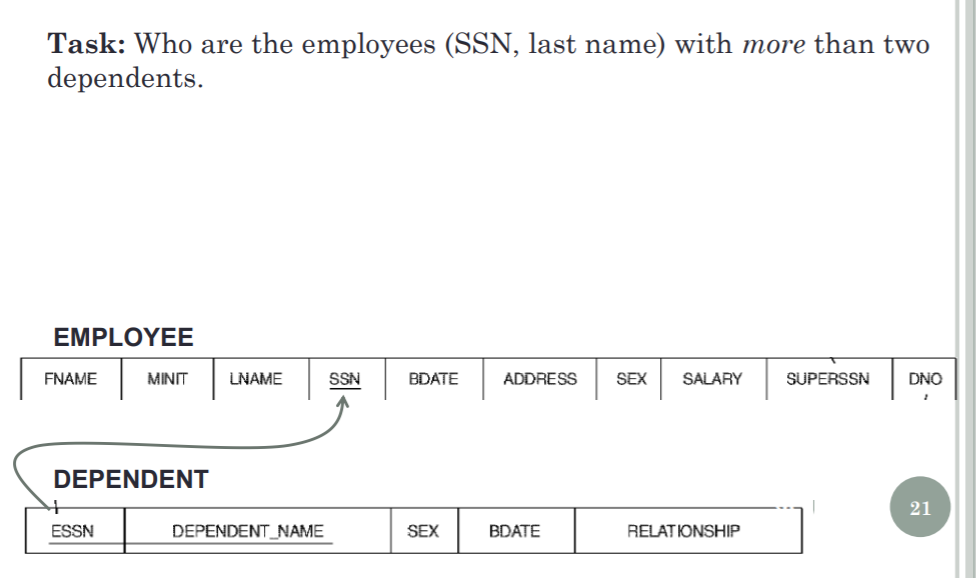 Task: Who are the employees (SSN, last name) with more than two
dependents.
EMPLOYEE
FNAME MINIT LNAME SSN BDATE ADDRESS SEX SALARY SUPERSSN DNO
DEPENDENT
21
ESSN DEPENDENT_NAME SEX BDATE RELATIONSHIP